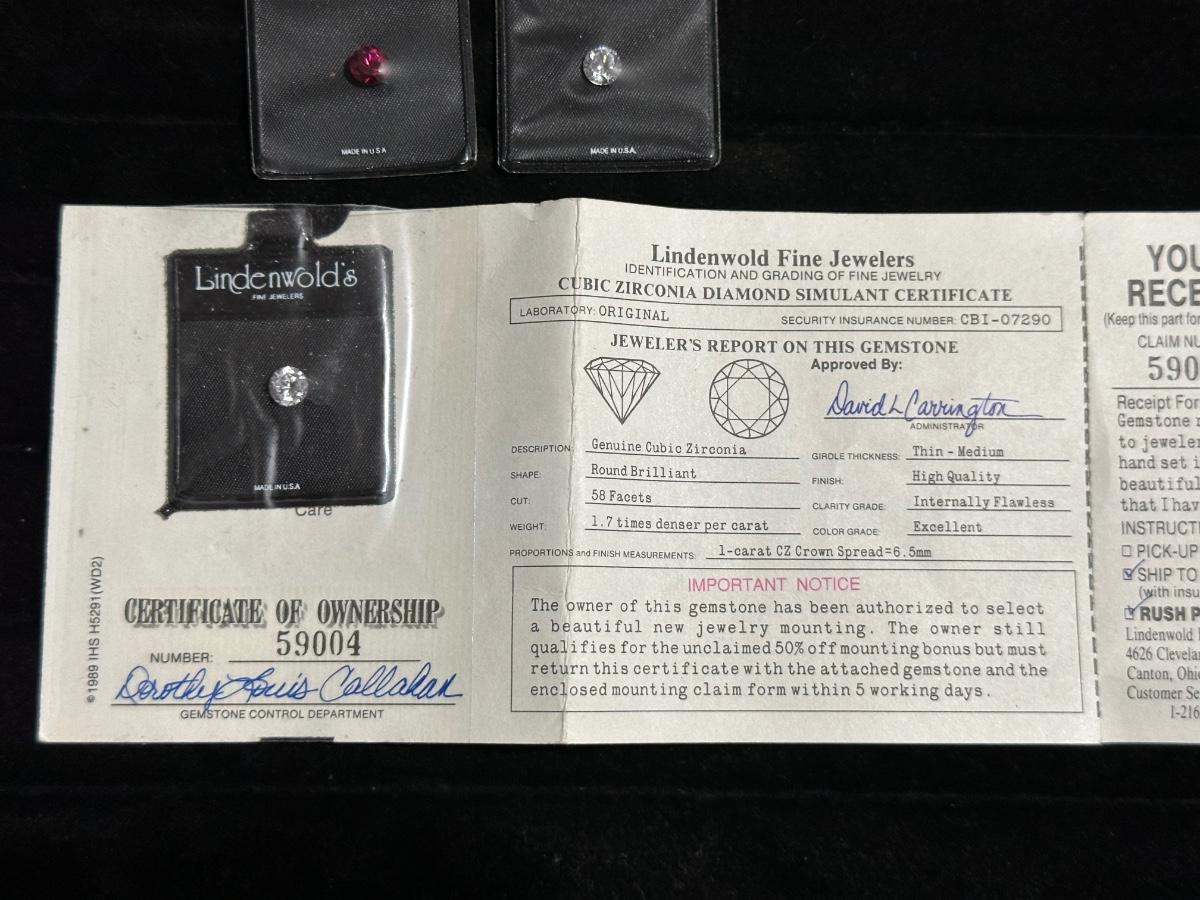 MADE IN U S A
MADE IN U.S.A.
Lindenwold's
FINE JEWELERS
MADE IN U.S.A
Care
©1989 IHS H5291(WD2)
CERTIFICATE OF OWNERSHIP
NUMBER: 59004
Dorothy Louis Callahan
GEMSTONE CONTROL DEPARTMENT
Lindenwold Fine Jewelers
IDENTIFICATION AND GRADING OF FINE JEWELRY
CUBIC ZIRCONIA DIAMOND SIMULANT CERTIFICATE
LABORATORY: ORIGINAL SECURITY INSURANCE NUMBER: CBI-07290
JEWELER'S REPORT ON THIS GEMSTONE
Approved By:
David L Carrington
ADMINISTRATOR
DESCRIPTION: Genuine Cubic Zirconia
SHAPE: Round Brilliant
CUT: 58 Facets
WEIGHT: 1.7 times denser per carat
GIRDLE THICKNESS: Thin - Medium
FINISH: High Quality
CLARITY GRADE: Internally Flawless
COLOR GRADE: Excellent
PROPORTIONS and FINISH MEASUREMENTS: 1-carat CZ Crown Spread=6.5mm
IMPORTANT NOTICE
The owner of this gemstone has been authorized to select
a beautiful new jewelry mounting. The owner still
qualifies for the unclaimed 50% off mounting bonus but must
return this certificate with the attached gemstone and the
enclosed mounting claim form within 5 working days.
YOU
RECE
(Keep this part for
CLAIM NU
590
Receipt For
Gemstone
to jeweler
hand set i
beautiful
that I hav
INSTRUCTI
PICK-UP
SHIP TO
(with insu
RUSH P
Lindenwold
4626 Clevela
Canton, Ohi
Customer Se
1-216